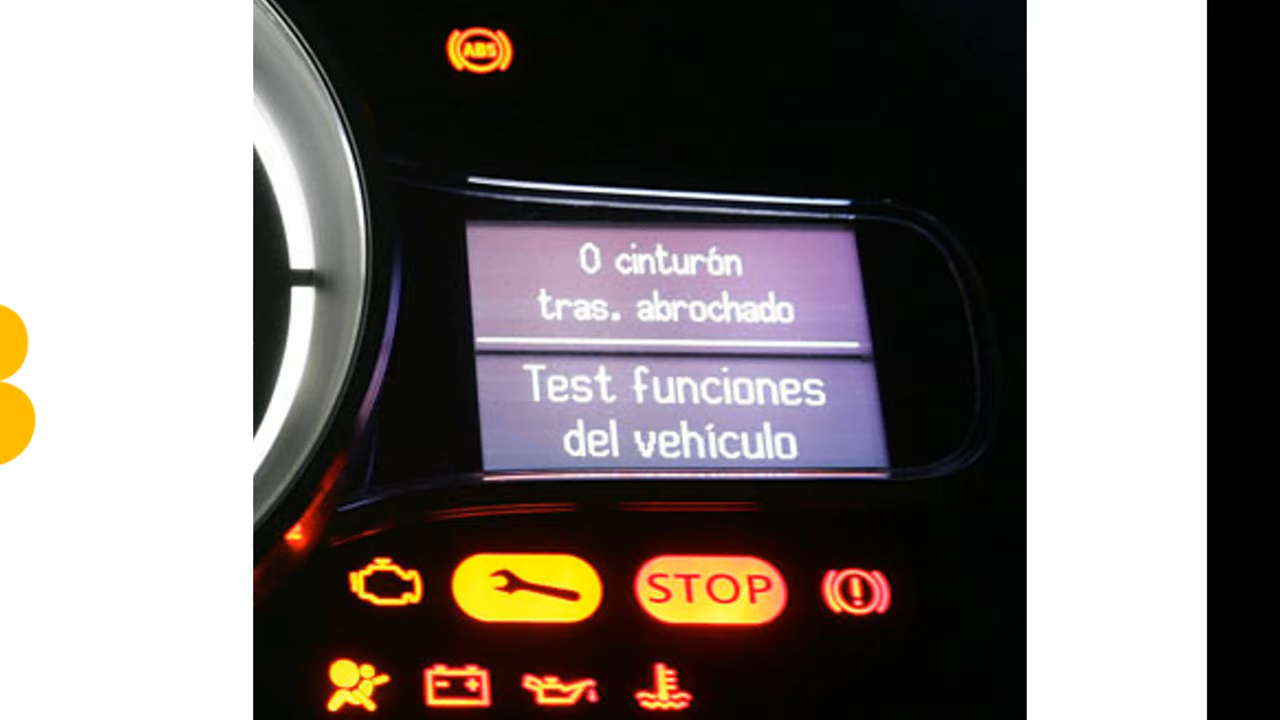 ABS
0 cinturón
tras. abrochado
Test funciones
del vehículo
STOP